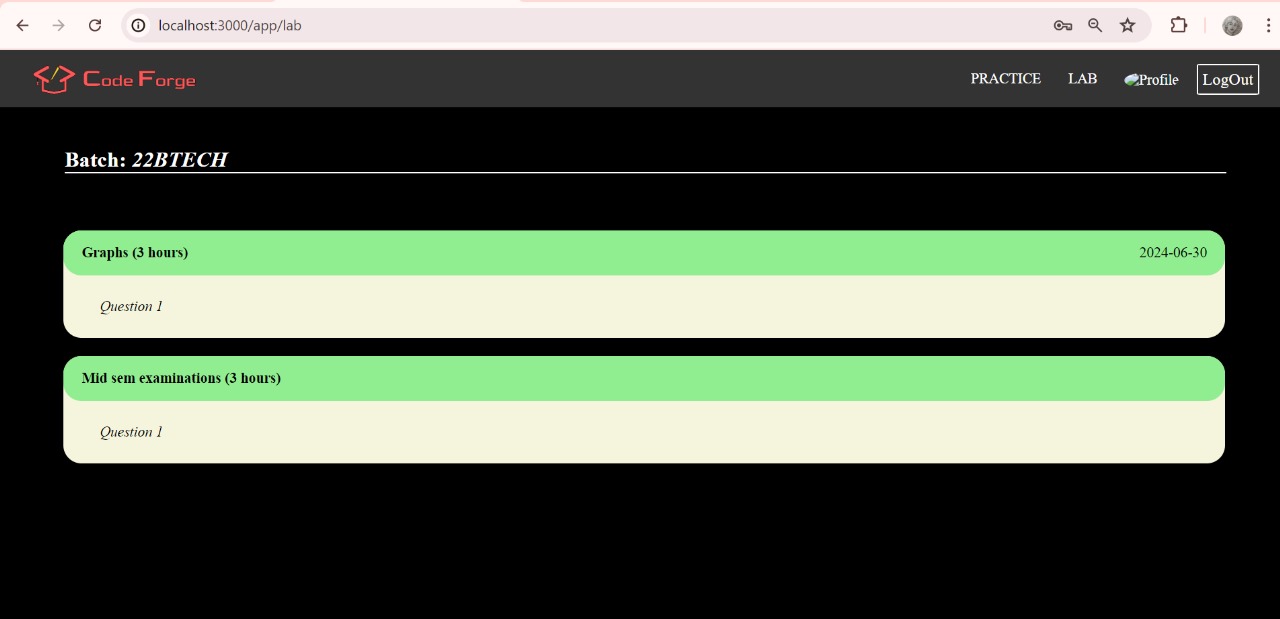 localhost:3000/app/lab
Code Forge PRACTICE LAB Profile LogOut
Batch: 22BTECH
Graphs (3 hours) 2024-06-30
Question 1
Mid sem examinations (3 hours)
Question 1